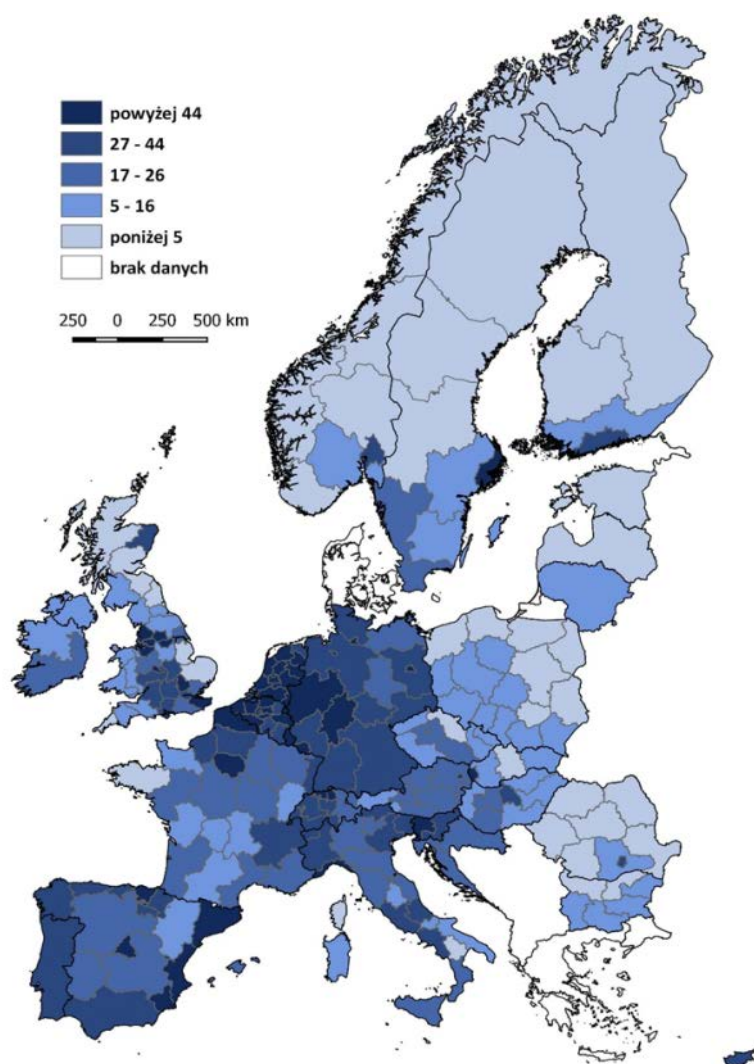 powyżej 44
27 - 44
17 - 26
5 - 16
poniżej 5
brak danych
250 0 250 500 km